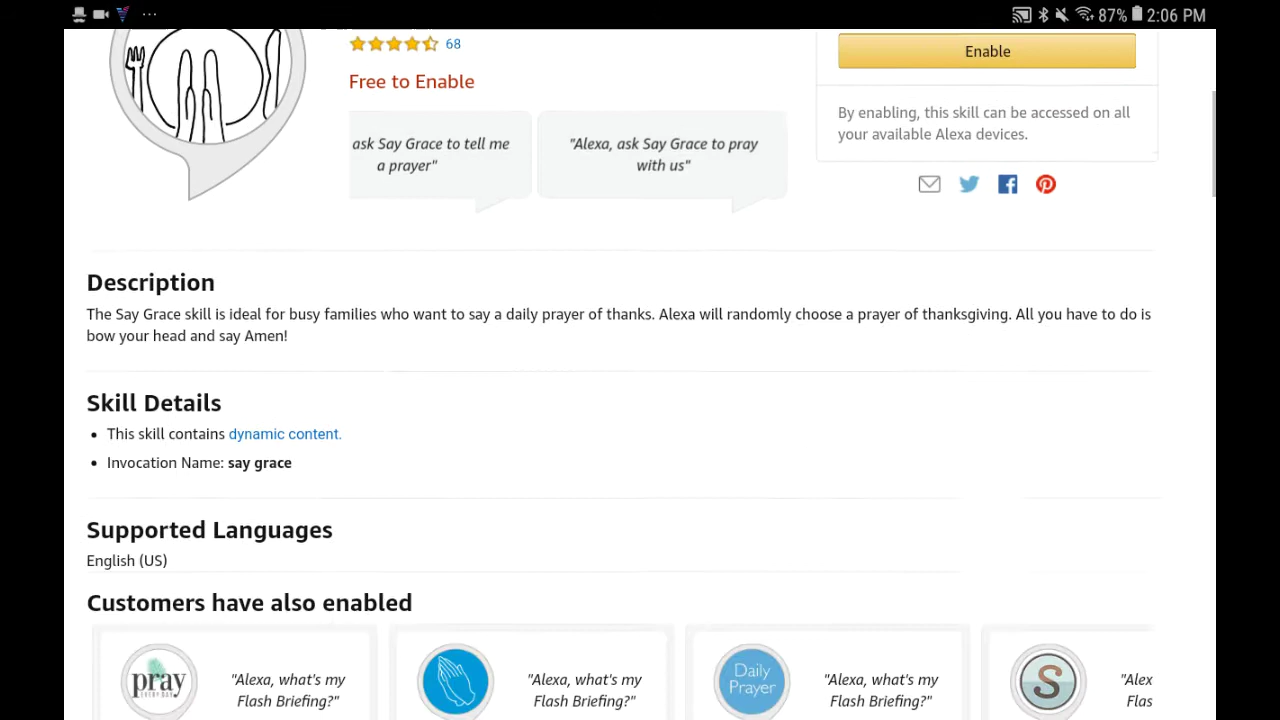 87% 2:06 PM
68
Free to Enable
ask Say Grace to tell me
a prayer"
"Alexa, ask Say Grace to pray
with us"
Enable
By enabling, this skill can be accessed on all
your available Alexa devices.
Description
The Say Grace skill is ideal for busy families who want to say a daily prayer of thanks. Alexa will randomly choose a prayer of thanksgiving. All you have to do is
bow your head and say Amen!
Skill Details
• This skill contains dynamic content.
• Invocation Name: say grace
Supported Languages
English (US)
Customers have also enabled
pray
EVERY DAY
"Alexa, what's my
Flash Briefing?"
"Alexa, what's my
Flash Briefing?"
Daily
Prayer
"Alexa, what's my
Flash Briefing?"
S
"Alex
Flas